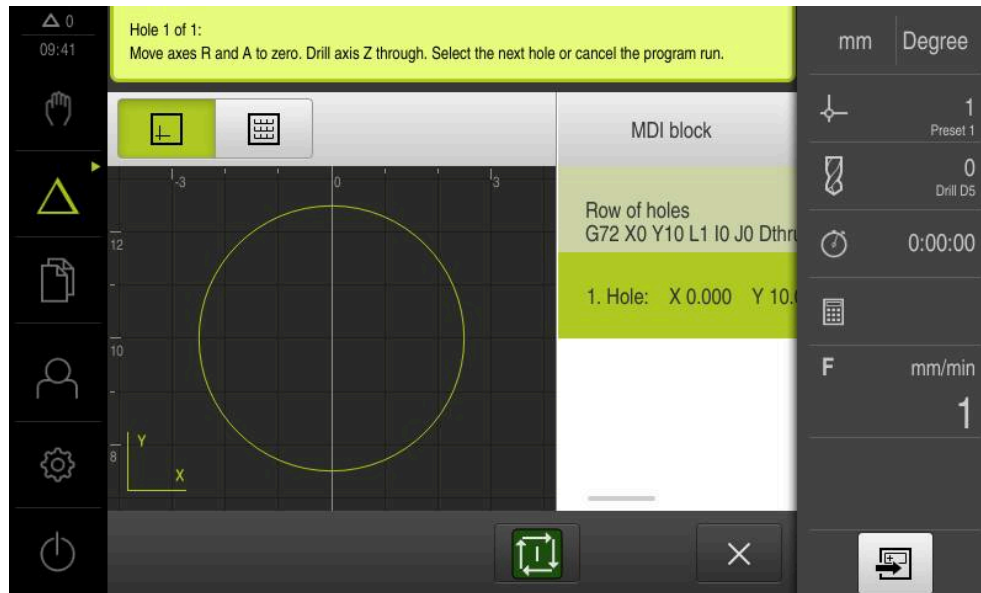 0
09:41
Hole 1 of 1:
Move axes R and A to zero. Drill axis Z through. Select the next hole or cancel the program run.
mm Degree
1
Preset 1
0
Drill D5
0:00:00
F mm/min
1
MDI block
Row of holes
G72 X0 Y10 L1 I0 J0 Dthru
1. Hole: X 0.000 Y 10.0
-3 0 3
12
10
8
Y
X